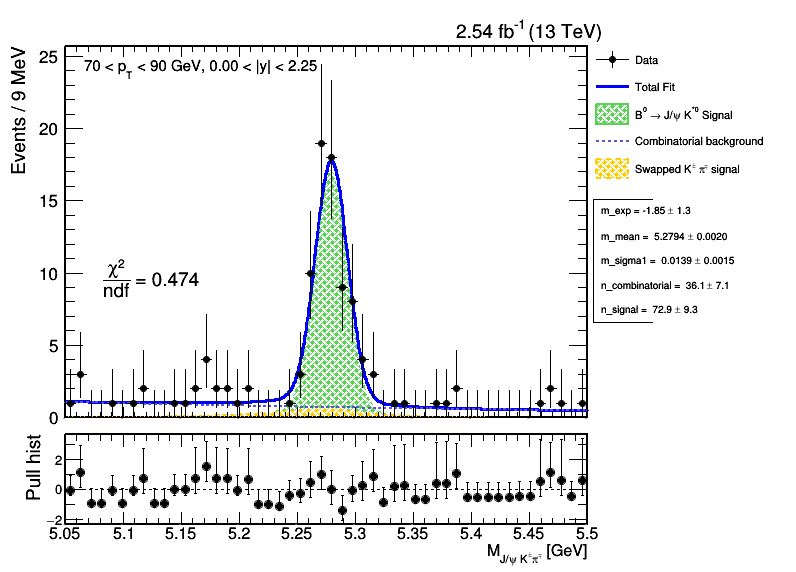 2.54 fb⁻¹ (13 TeV)
70 < p_T < 90 GeV, 0.00 < |y| < 2.25
Events / 9 MeV
25
20
15
10
5
0
χ²/ndf = 0.474
Data
Total Fit
B⁰ → J/ψ K*⁰ Signal
Combinatorial background
Swapped K± π∓ signal
m_exp = -1.85 ± 1.3
m_mean = 5.2794 ± 0.0020
m_sigma1 = 0.0139 ± 0.0015
n_combinatorial = 36.1 ± 7.1
n_signal = 72.9 ± 9.3
Pull hist
2
0
−2
5.05 5.1 5.15 5.2 5.25 5.3 5.35 5.4 5.45 5.5
M_J/ψ K±π∓ [GeV]